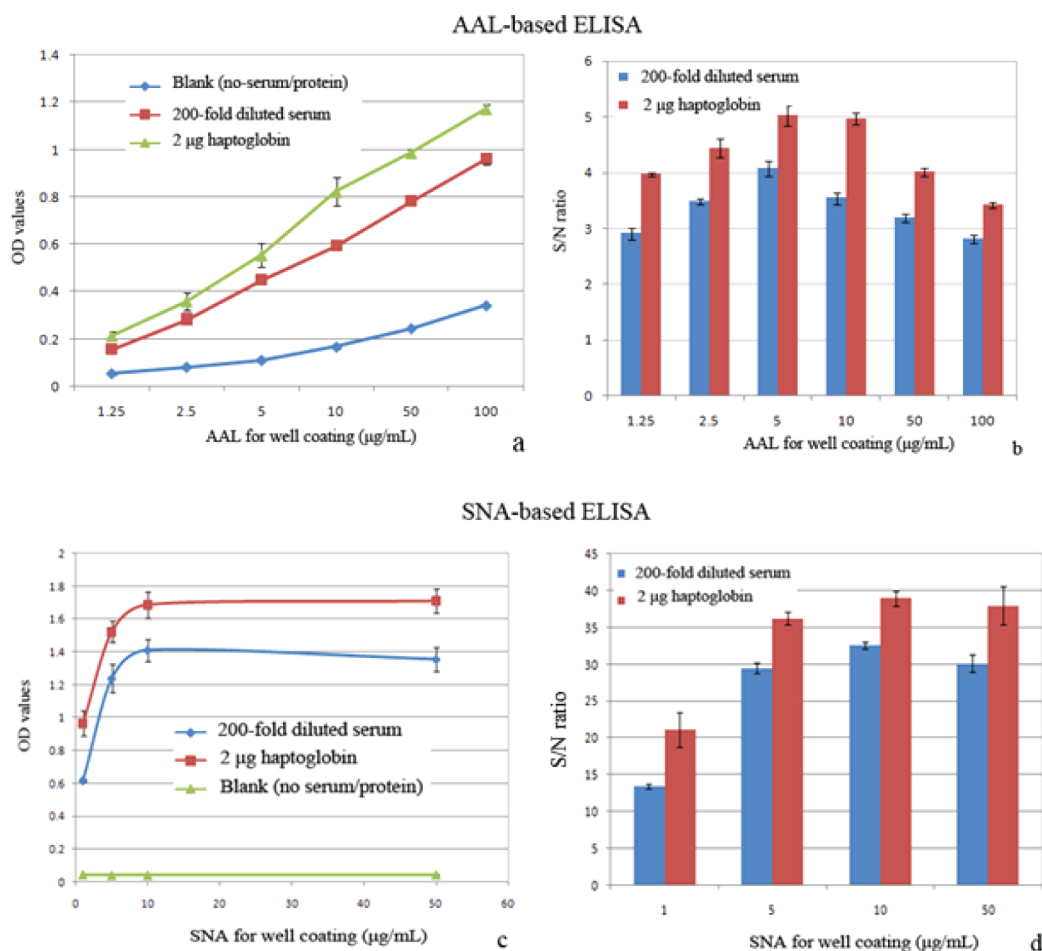 AAL-based ELISA
1.4
1.2
1
0.8
0.6
0.4
0.2
0
OD values
Blank (no-serum/protein)
200-fold diluted serum
2 μg haptoglobin
1.25 2.5 5 10 50 100
AAL for well coating (μg/mL)
a
6
5
4
3
2
1
0
S/N ratio
200-fold diluted serum
2 μg haptoglobin
1.25 2.5 5 10 50 100
AAL for well coating (μg/mL)
b
SNA-based ELISA
2
1.8
1.6
1.4
1.2
1
0.8
0.6
0.4
0.2
0
OD values
200-fold diluted serum
2 μg haptoglobin
Blank (no serum/protein)
0 10 20 30 40 50 60
SNA for well coating (μg/mL)
c
45
40
35
30
25
20
15
10
5
0
S/N ratio
200-fold diluted serum
2 μg haptoglobin
1 5 10 50
SNA for well coating (μg/mL)
d